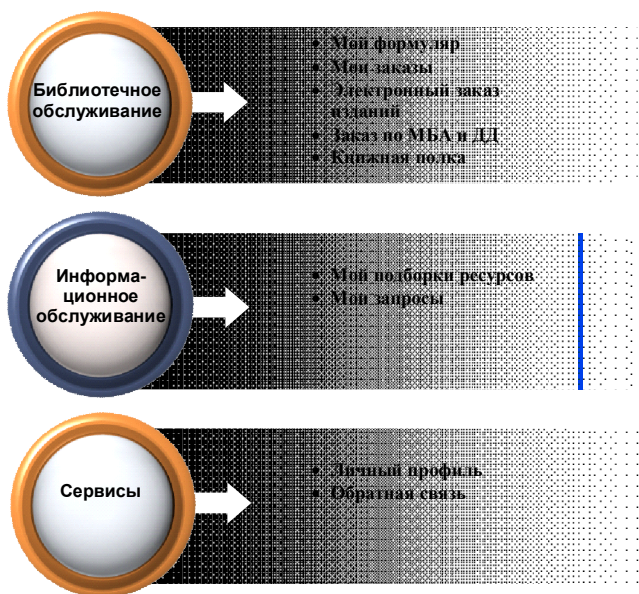 Библиотечное
обслуживание
• Мой формуляр
• Мои заказы
• Электронный заказ
изданий
• Заказ по МБА и ДД
• Книжная полка
Информа-
ционное
обслуживание
• Мой подборки ресурсов
• Мои запросы
Сервисы
• Личный профиль
• Обратная связь